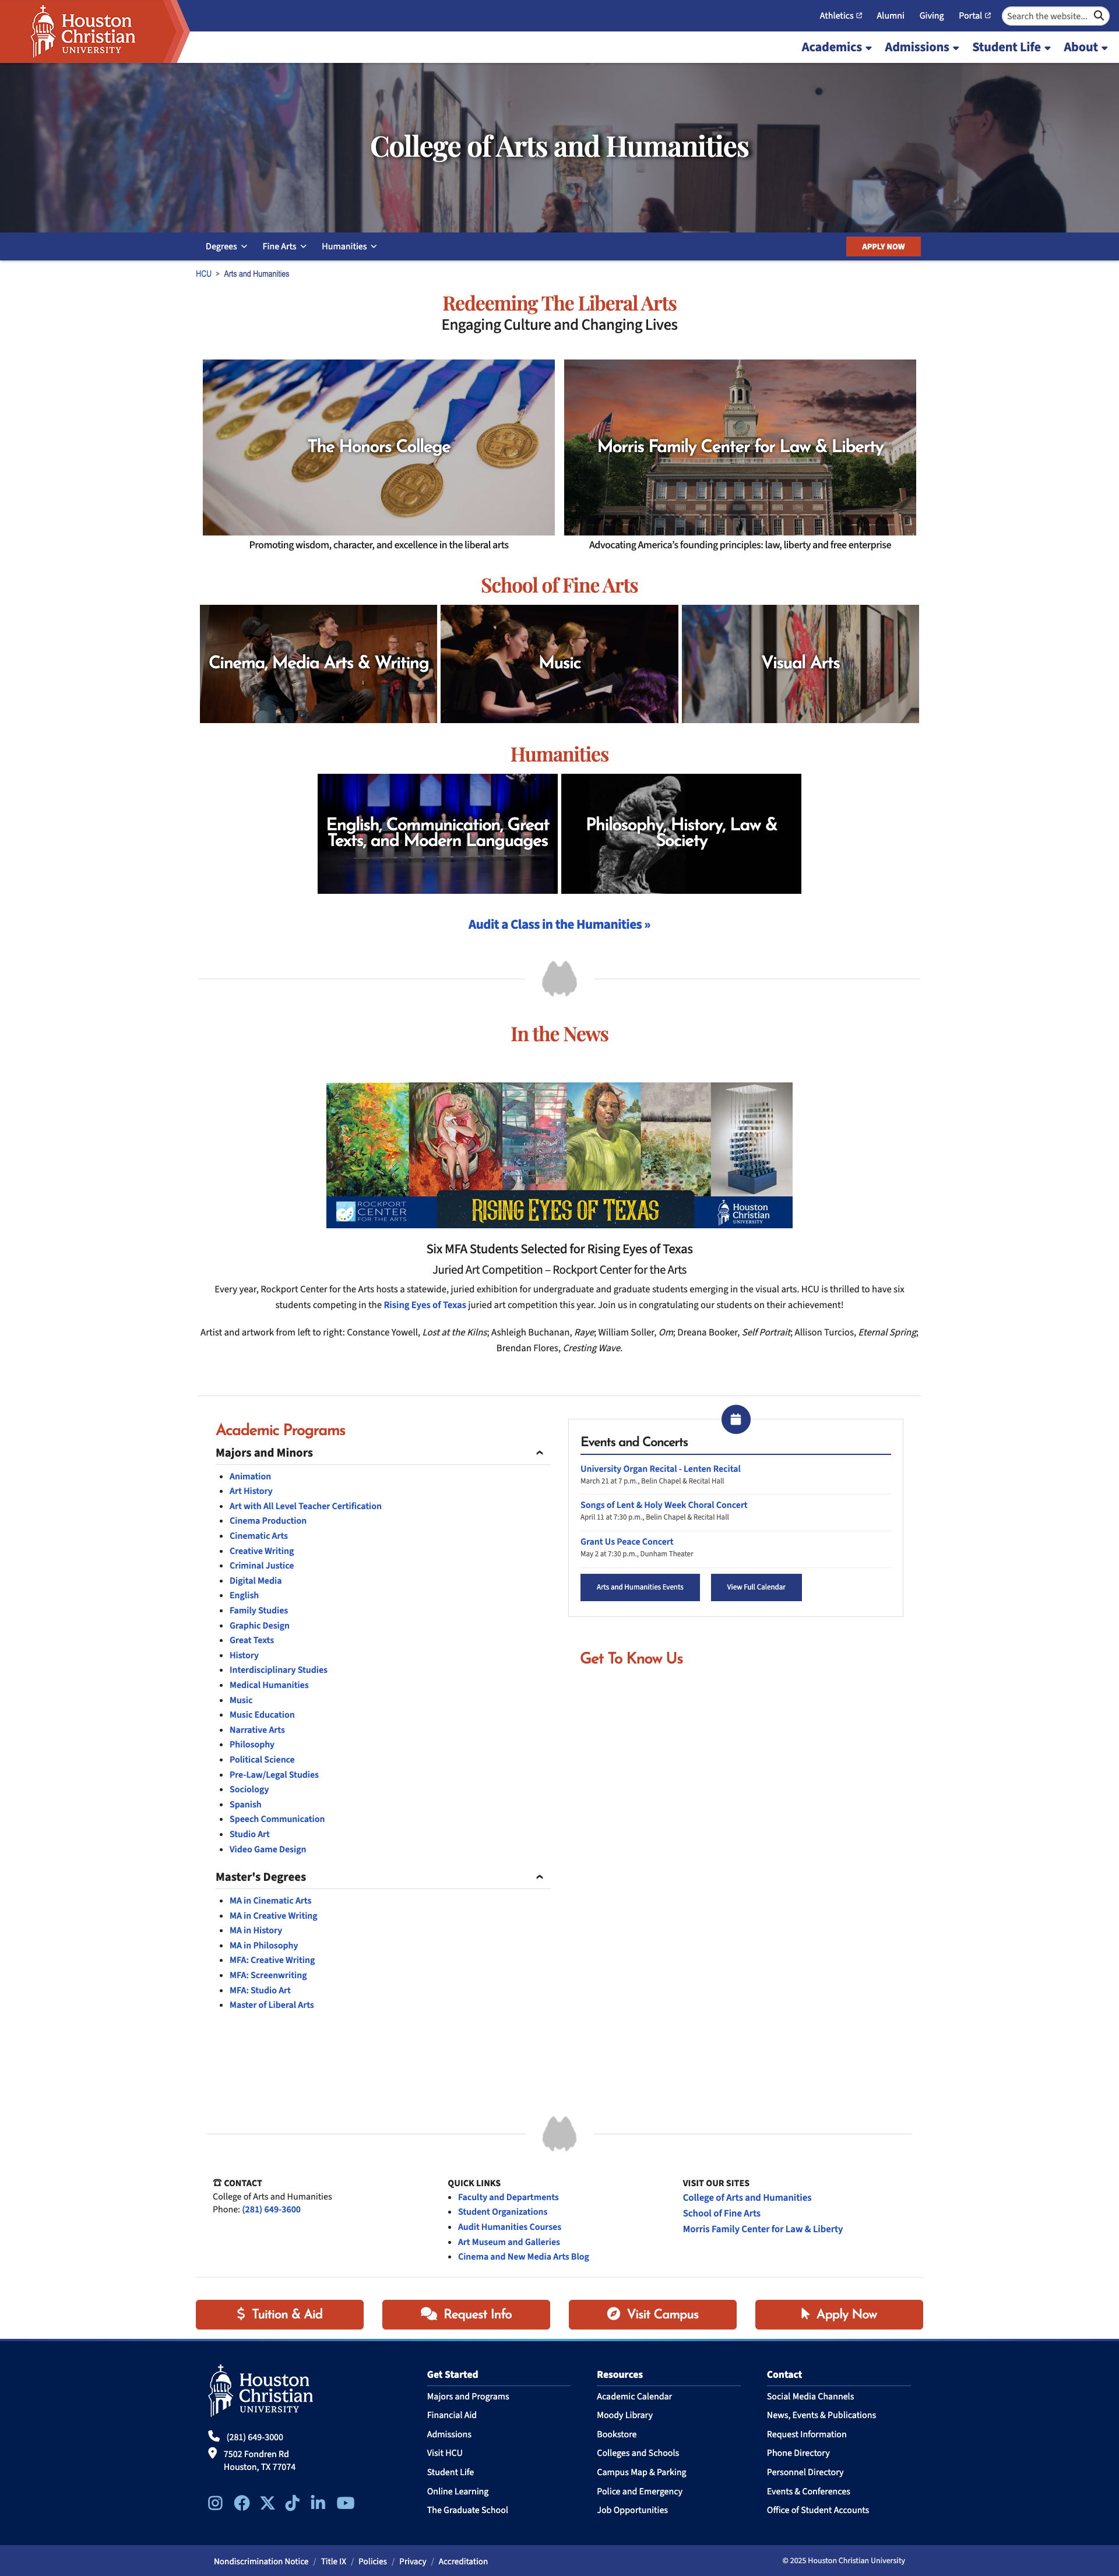 Houston
Christian
UNIVERSITY
Athletics
Alumni
Giving
Portal
Search the website...
Academics
Admissions
Student Life
About
College of Arts and Humanities
Degrees
Fine Arts
Humanities
APPLY NOW
HCU > Arts and Humanities
Redeeming The Liberal Arts
Engaging Culture and Changing Lives
The Honors College
Morris Family Center for Law & Liberty
Promoting wisdom, character, and excellence in the liberal arts
Advocating America's founding principles: law, liberty and free enterprise
School of Fine Arts
Cinema, Media Arts & Writing
Music
Visual Arts
Humanities
English, Communication, Great
Texts, and Modern Languages
Philosophy, History, Law &
Society
Audit a Class in the Humanities »
In the News
ROCKPORT
CENTER
FOR THE ARTS
RISING EYES OF TEXAS
Houston
Christian
UNIVERSITY
Six MFA Students Selected for Rising Eyes of Texas
Juried Art Competition – Rockport Center for the Arts
Every year, Rockport Center for the Arts hosts a statewide, juried exhibition for undergraduate and graduate students emerging in the visual arts. HCU is thrilled to have six
students competing in the Rising Eyes of Texas juried art competition this year. Join us in congratulating our students on their achievement!
Artist and artwork from left to right: Constance Yowell, Lost at the Kilns; Ashleigh Buchanan, Raye; William Soller, Om; Dreana Booker, Self Portrait; Allison Turcios, Eternal Spring;
Brendan Flores, Cresting Wave.
Academic Programs
Majors and Minors
Animation
Art History
Art with All Level Teacher Certification
Cinema Production
Cinematic Arts
Creative Writing
Criminal Justice
Digital Media
English
Family Studies
Graphic Design
Great Texts
History
Interdisciplinary Studies
Medical Humanities
Music
Music Education
Narrative Arts
Philosophy
Political Science
Pre-Law/Legal Studies
Sociology
Spanish
Speech Communication
Studio Art
Video Game Design
Master's Degrees
MA in Cinematic Arts
MA in Creative Writing
MA in History
MA in Philosophy
MFA: Creative Writing
MFA: Screenwriting
MFA: Studio Art
Master of Liberal Arts
Events and Concerts
University Organ Recital - Lenten Recital
March 21 at 7 p.m., Belin Chapel & Recital Hall
Songs of Lent & Holy Week Choral Concert
April 11 at 7:30 p.m., Belin Chapel & Recital Hall
Grant Us Peace Concert
May 2 at 7:30 p.m., Dunham Theater
Arts and Humanities Events
View Full Calendar
Get To Know Us
CONTACT
College of Arts and Humanities
Phone: (281) 649-3600
QUICK LINKS
Faculty and Departments
Student Organizations
Audit Humanities Courses
Art Museum and Galleries
Cinema and New Media Arts Blog
VISIT OUR SITES
College of Arts and Humanities
School of Fine Arts
Morris Family Center for Law & Liberty
Tuition & Aid
Request Info
Visit Campus
Apply Now
Houston
Christian
UNIVERSITY
(281) 649-3000
7502 Fondren Rd
Houston, TX 77074
Get Started
Majors and Programs
Financial Aid
Admissions
Visit HCU
Student Life
Online Learning
The Graduate School
Resources
Academic Calendar
Moody Library
Bookstore
Colleges and Schools
Campus Map & Parking
Police and Emergency
Job Opportunities
Contact
Social Media Channels
News, Events & Publications
Request Information
Phone Directory
Personnel Directory
Events & Conferences
Office of Student Accounts
Nondiscrimination Notice / Title IX / Policies / Privacy / Accreditation
© 2025 Houston Christian University